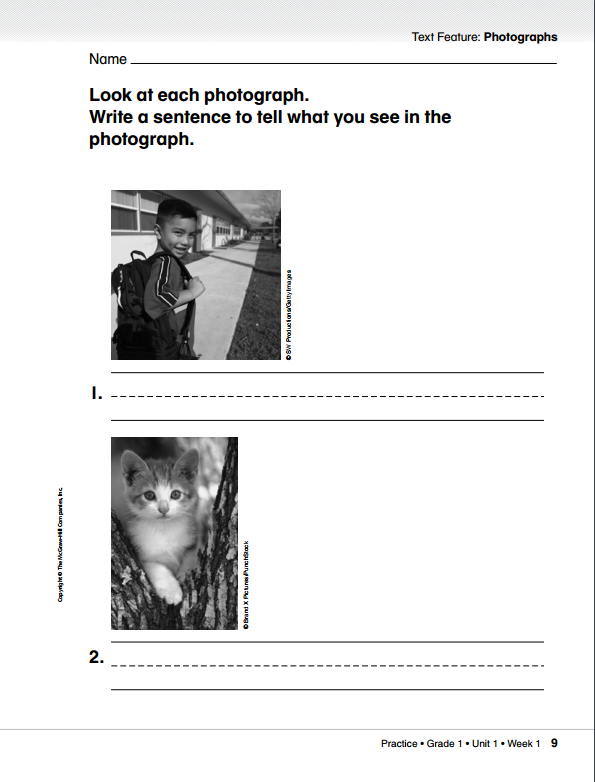 Text Feature: Photographs
Name
Look at each photograph.
Write a sentence to tell what you see in the
photograph.
© SW Productions/Getty Images
1.
© Brand X Pictures/PunchStock
2.
Copyright © The McGraw-Hill Companies, Inc.
Practice • Grade 1 • Unit 1 • Week 1 9